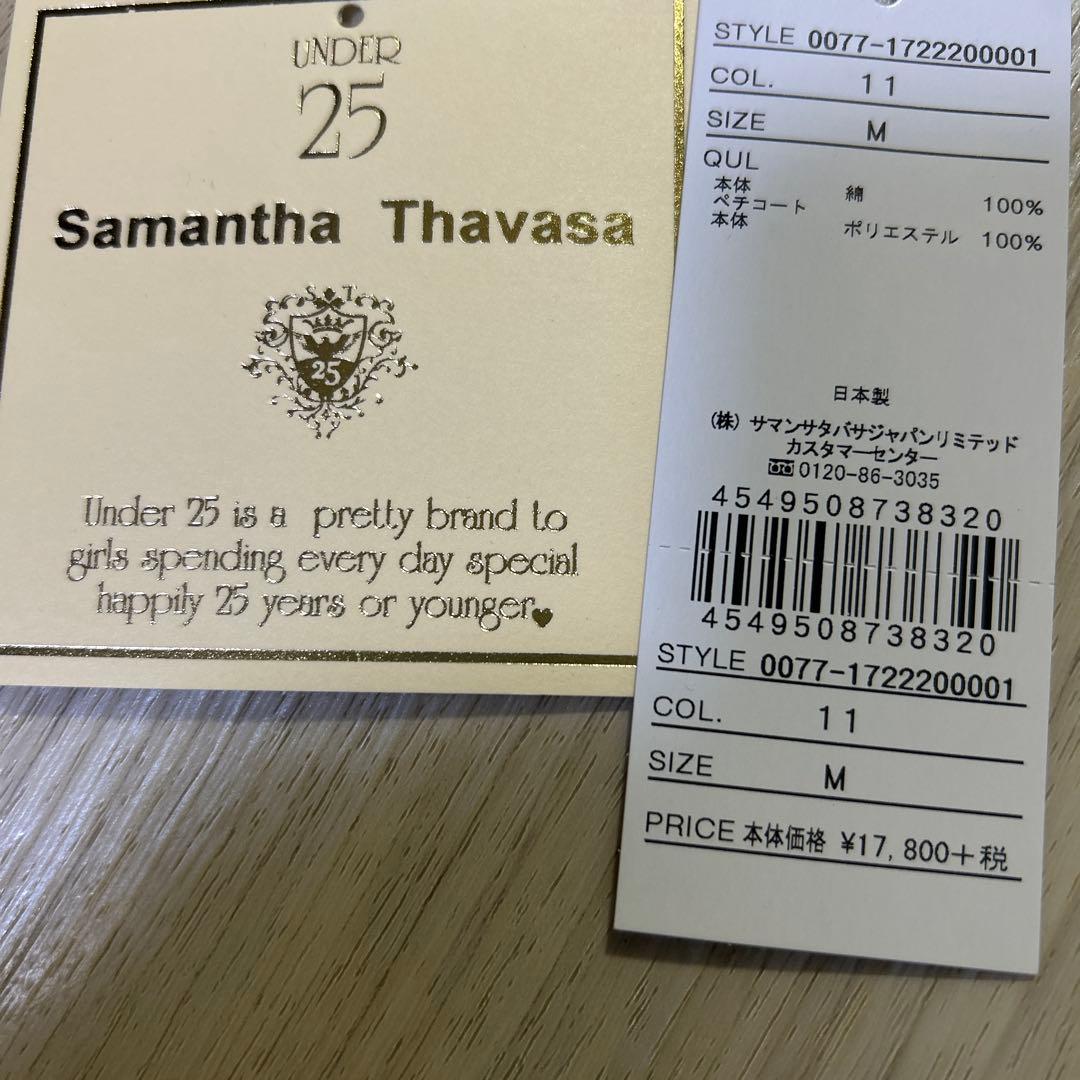 UNDER
25
Samantha Thavasa
S T
25
Under 25 is a pretty brand to
girls spending every day special
happily 25 years or younger♥
STYLE 0077-1722200001
COL. 11
SIZE M
QUL
本体 綿 100%
ペチコート
本体 ポリエステル 100%
日本製
(株) サマンサタバサジャパンリミテッド
カスタマーセンター
0120-86-3035
4549508738320
4549508738320
STYLE 0077-1722200001
COL. 11
SIZE M
PRICE 本体価格 ¥17,800+税